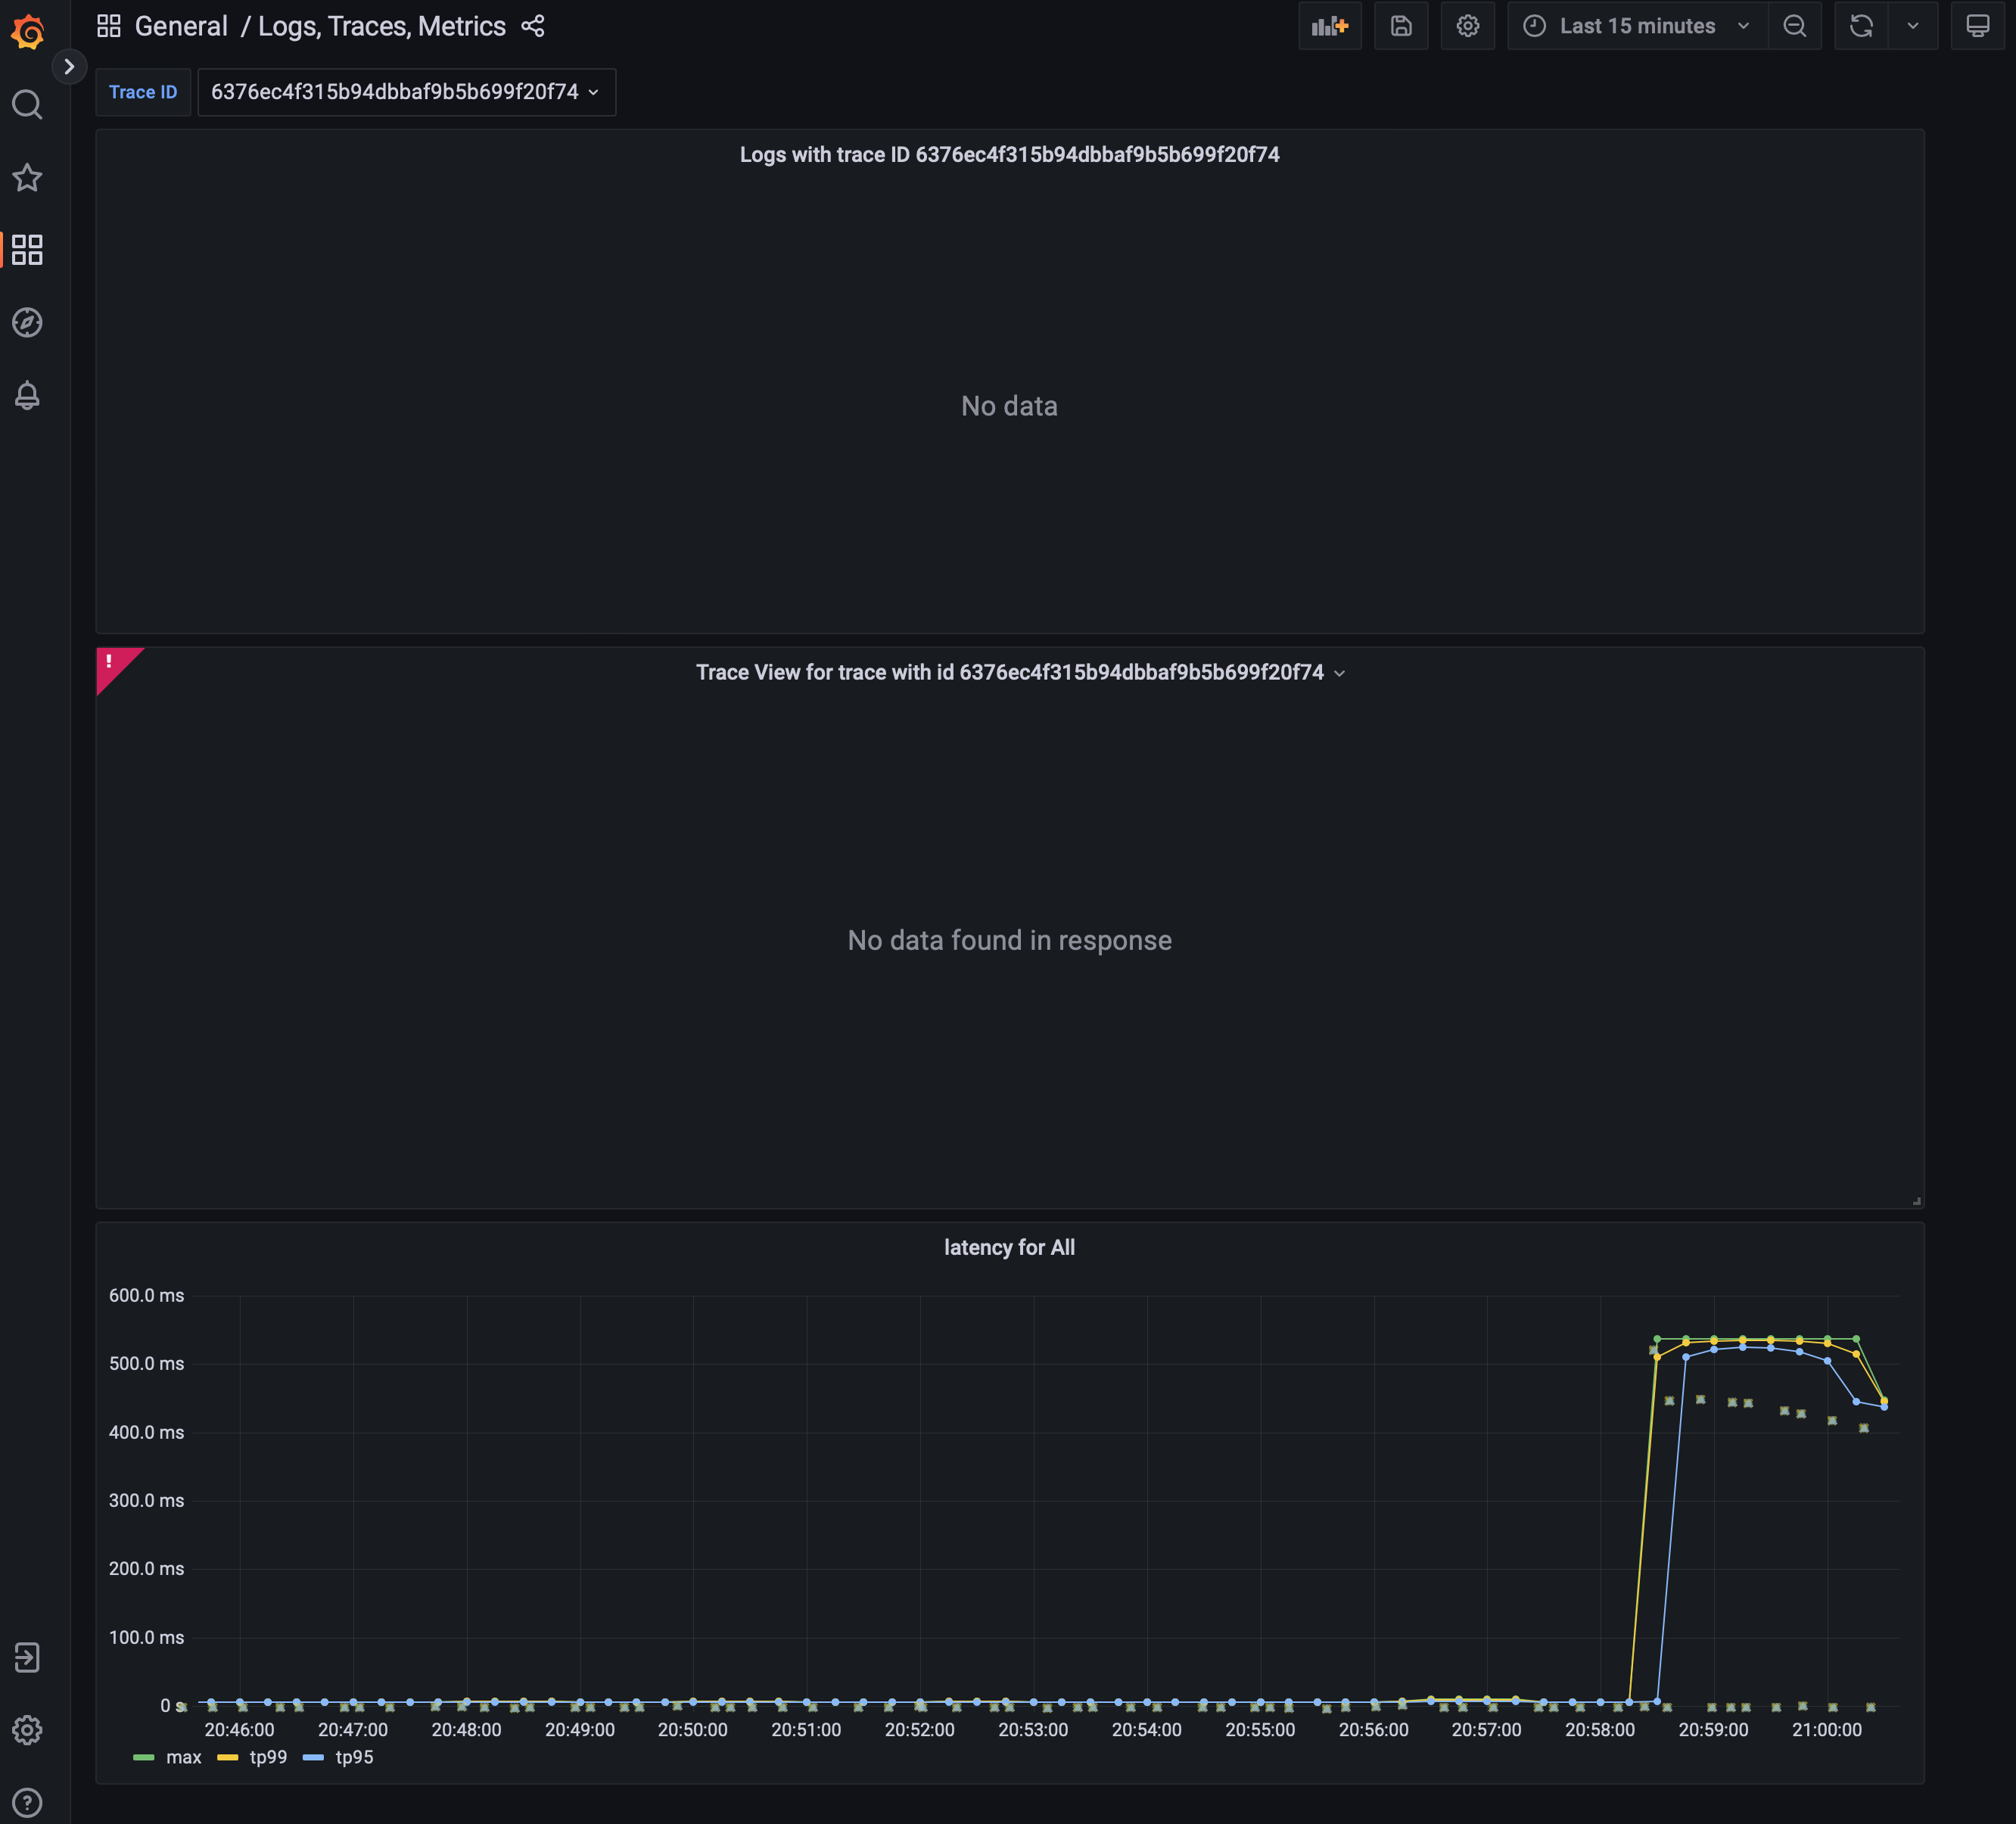 General / Logs, Traces, Metrics
Last 15 minutes
Trace ID
6376ec4f315b94dbbaf9b5b699f20f74
Logs with trace ID 6376ec4f315b94dbbaf9b5b699f20f74
No data
!
Trace View for trace with id 6376ec4f315b94dbbaf9b5b699f20f74
No data found in response
latency for All
600.0 ms
500.0 ms
400.0 ms
300.0 ms
200.0 ms
100.0 ms
0 s
20:46:00 20:47:00 20:48:00 20:49:00 20:50:00 20:51:00 20:52:00 20:53:00 20:54:00 20:55:00 20:56:00 20:57:00 20:58:00 20:59:00 21:00:00
max tp99 tp95